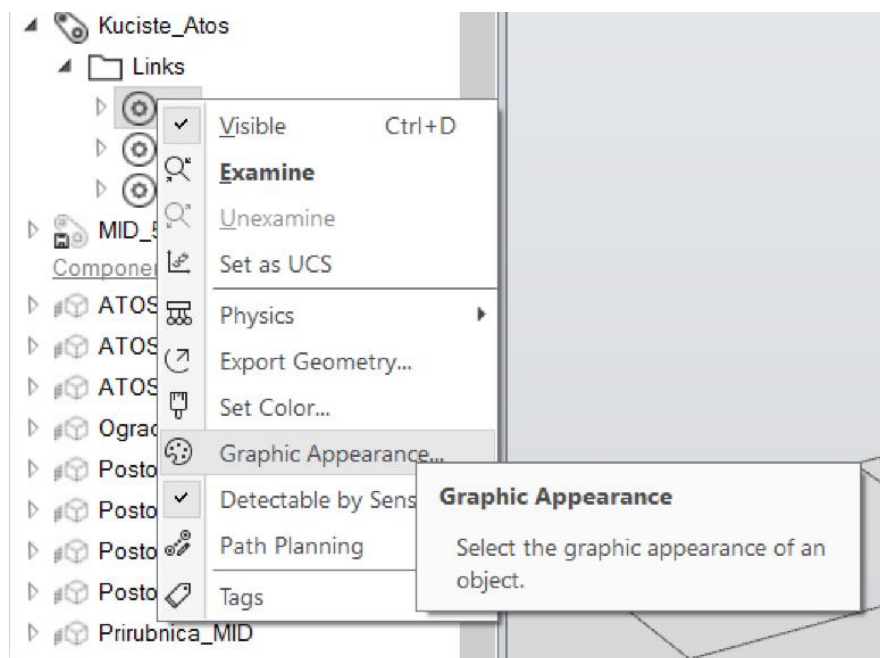 Kuciste_Atos
Links
Visible Ctrl+D
Examine
Unexamine
MID_
Set as UCS
Componen
ATOS
Physics
ATOS
Export Geometry...
ATOS
Set Color...
Ograd
Graphic Appearance...
Posto
Detectable by Sens
Graphic Appearance
Posto
Select the graphic appearance of an
object.
Posto
Path Planning
Posto
Tags
Prirubnica_MID